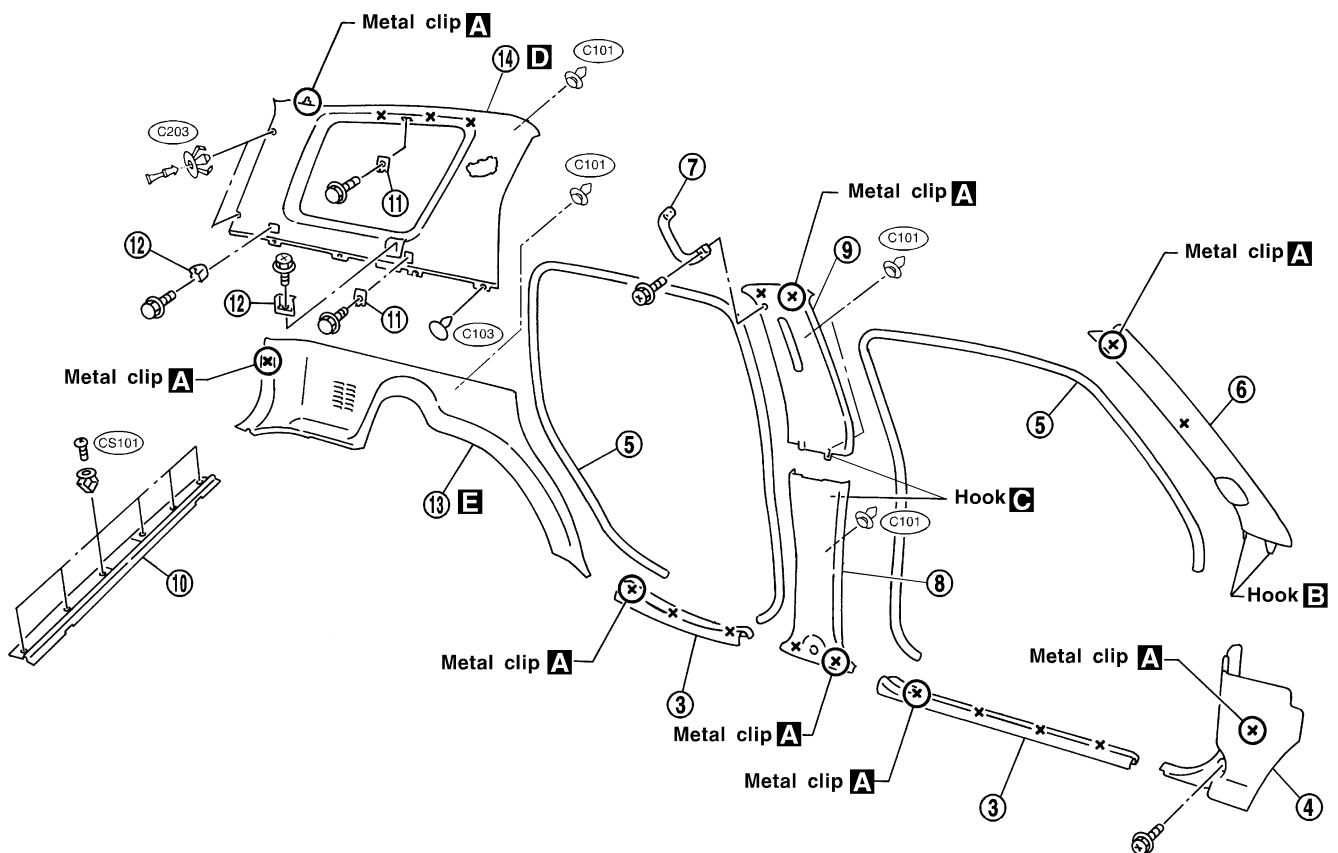 Metal clip A
14 D
C101
C203
C101
7
Metal clip A
11
C101
9
Metal clip A
12
12
11
C103
Metal clip A
6
5
CS101
5
13 E
Hook C
C101
10
8
Hook B
Metal clip A
Metal clip A
3
Metal clip A
Metal clip A
3
4